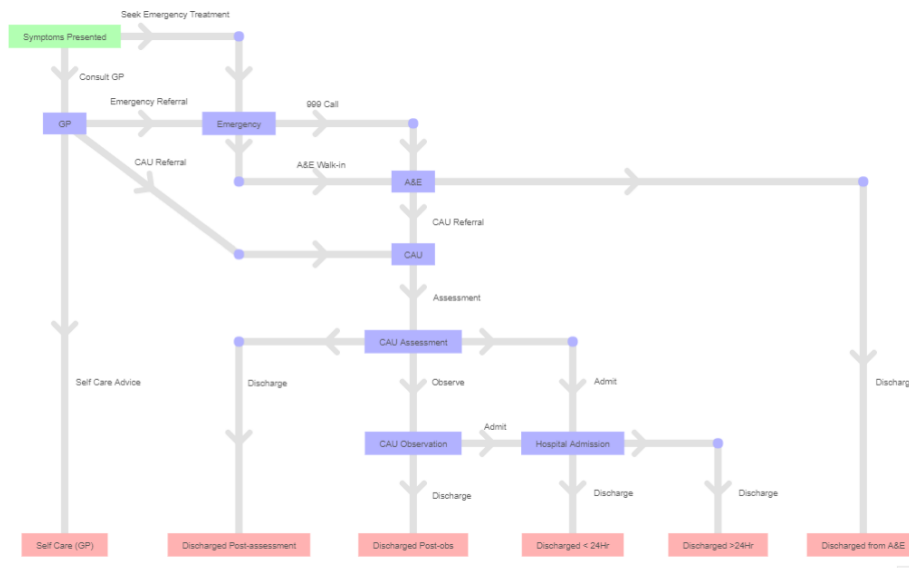 Seek Emergency Treatment
Symptoms Presented
Consult GP
Emergency Referral
999 Call
GP
Emergency
CAU Referral
A&E Walk-in
A&E
CAU Referral
CAU
Assessment
CAU Assessment
Self Care Advice
Discharge
Observe
Admit
Discharg
Admit
CAU Observation
Hospital Admission
Discharge
Discharge
Discharge
Self Care (GP)
Discharged Post-assessment
Discharged Post-obs
Discharged < 24Hr
Discharged >24Hr
Discharged from A&E